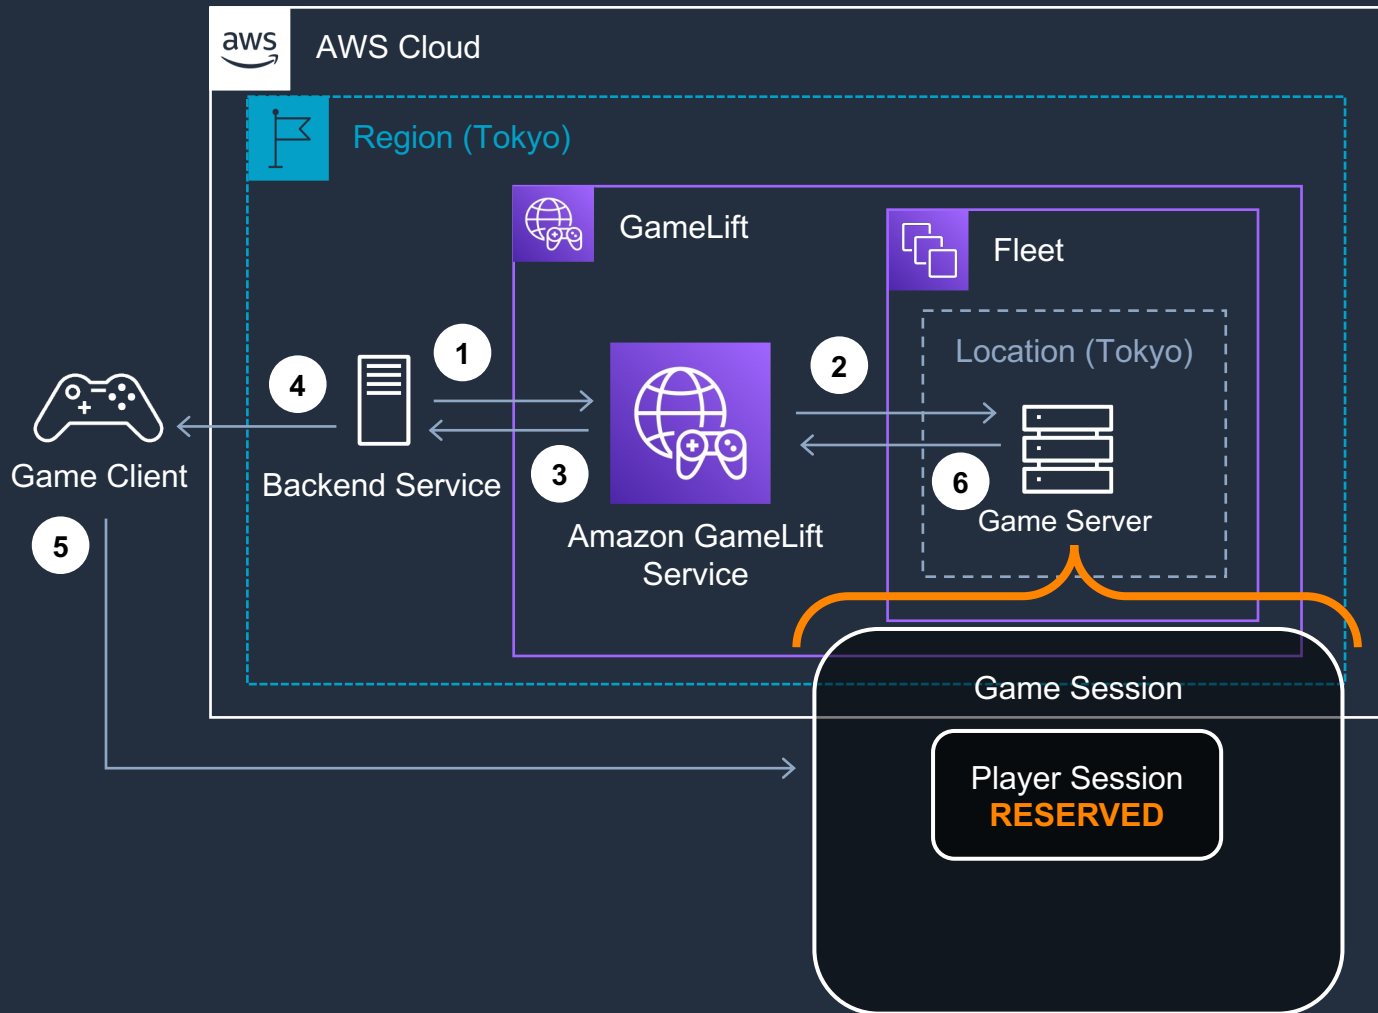 aws
AWS Cloud
Region (Tokyo)
GameLift
Fleet
Location (Tokyo)
1
2
4
3
6
Game Client
Backend Service
Amazon GameLift
Service
Game Server
5
Game Session
Player Session
RESERVED